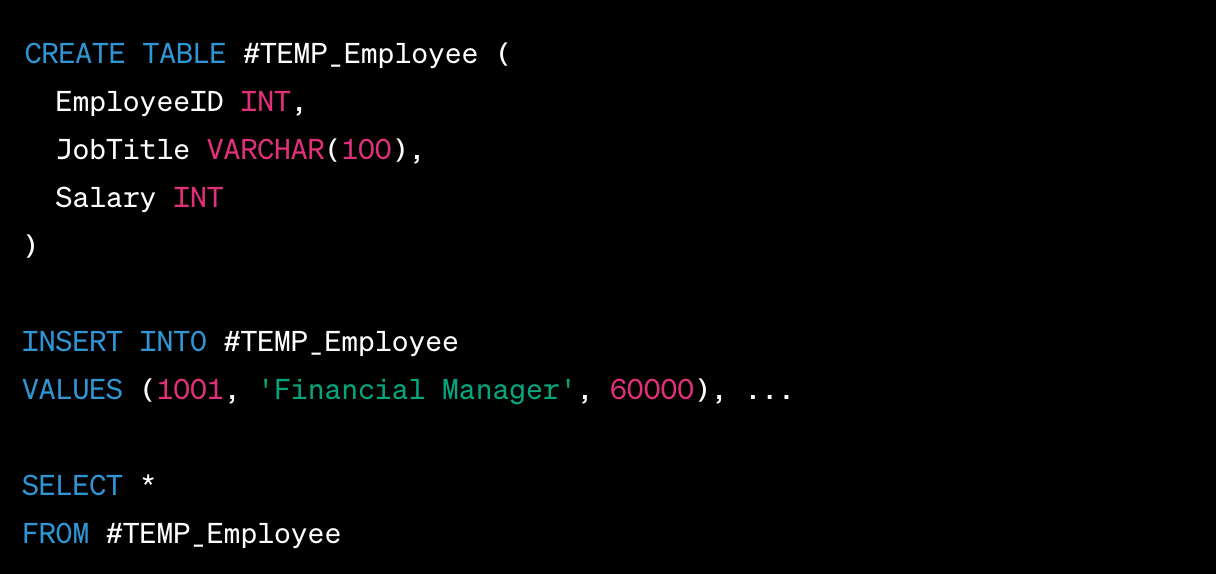 CREATE TABLE #TEMP_Employee (
  EmployeeID INT,
  JobTitle VARCHAR(100),
  Salary INT
)
INSERT INTO #TEMP_Employee
VALUES (1001, 'Financial Manager', 60000), ...
SELECT *
FROM #TEMP_Employee